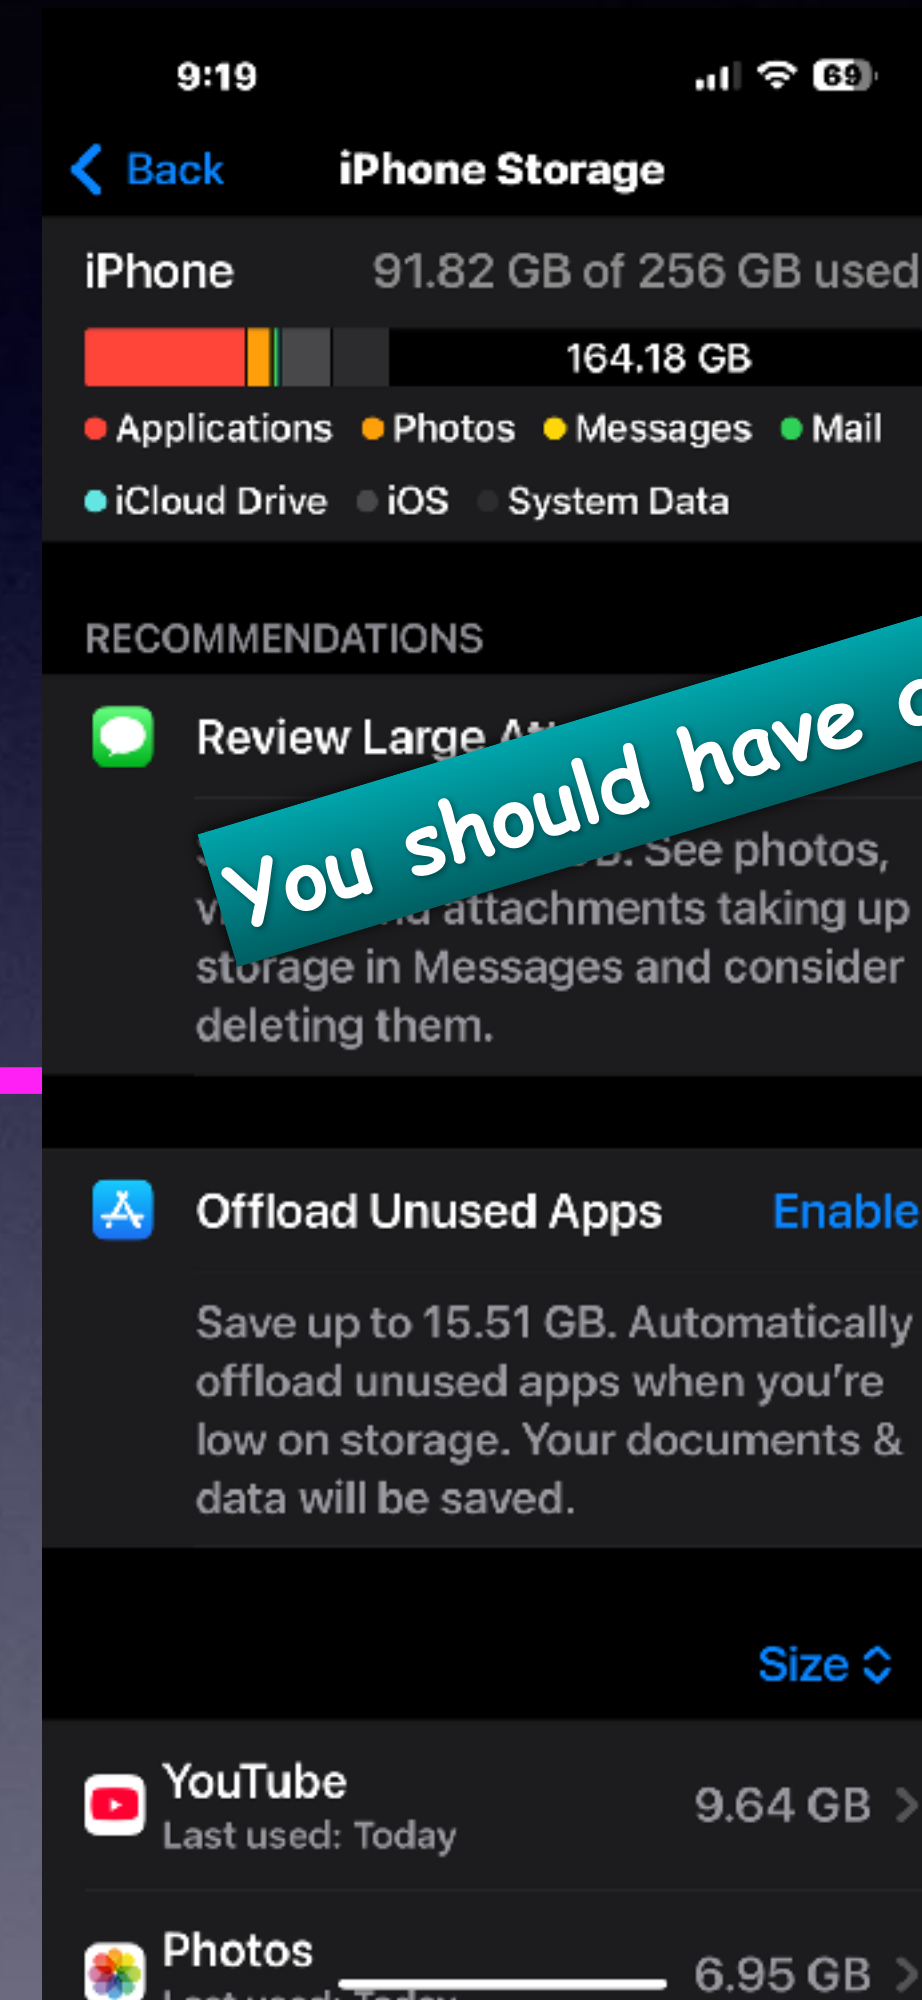 9:19
69
Back
iPhone Storage
iPhone
91.82 GB of 256 GB used
164.18 GB
Applications Photos Messages Mail
iCloud Drive iOS System Data
RECOMMENDATIONS
Review Large
You should have
See photos,
attachments taking up
storage in Messages and consider
deleting them.
Offload Unused Apps
Enable
Save up to 15.51 GB. Automatically
offload unused apps when you're
low on storage. Your documents &
data will be saved.
Size
YouTube
9.64 GB
Last used: Today
Photos
6.95 GB
Last used: Today